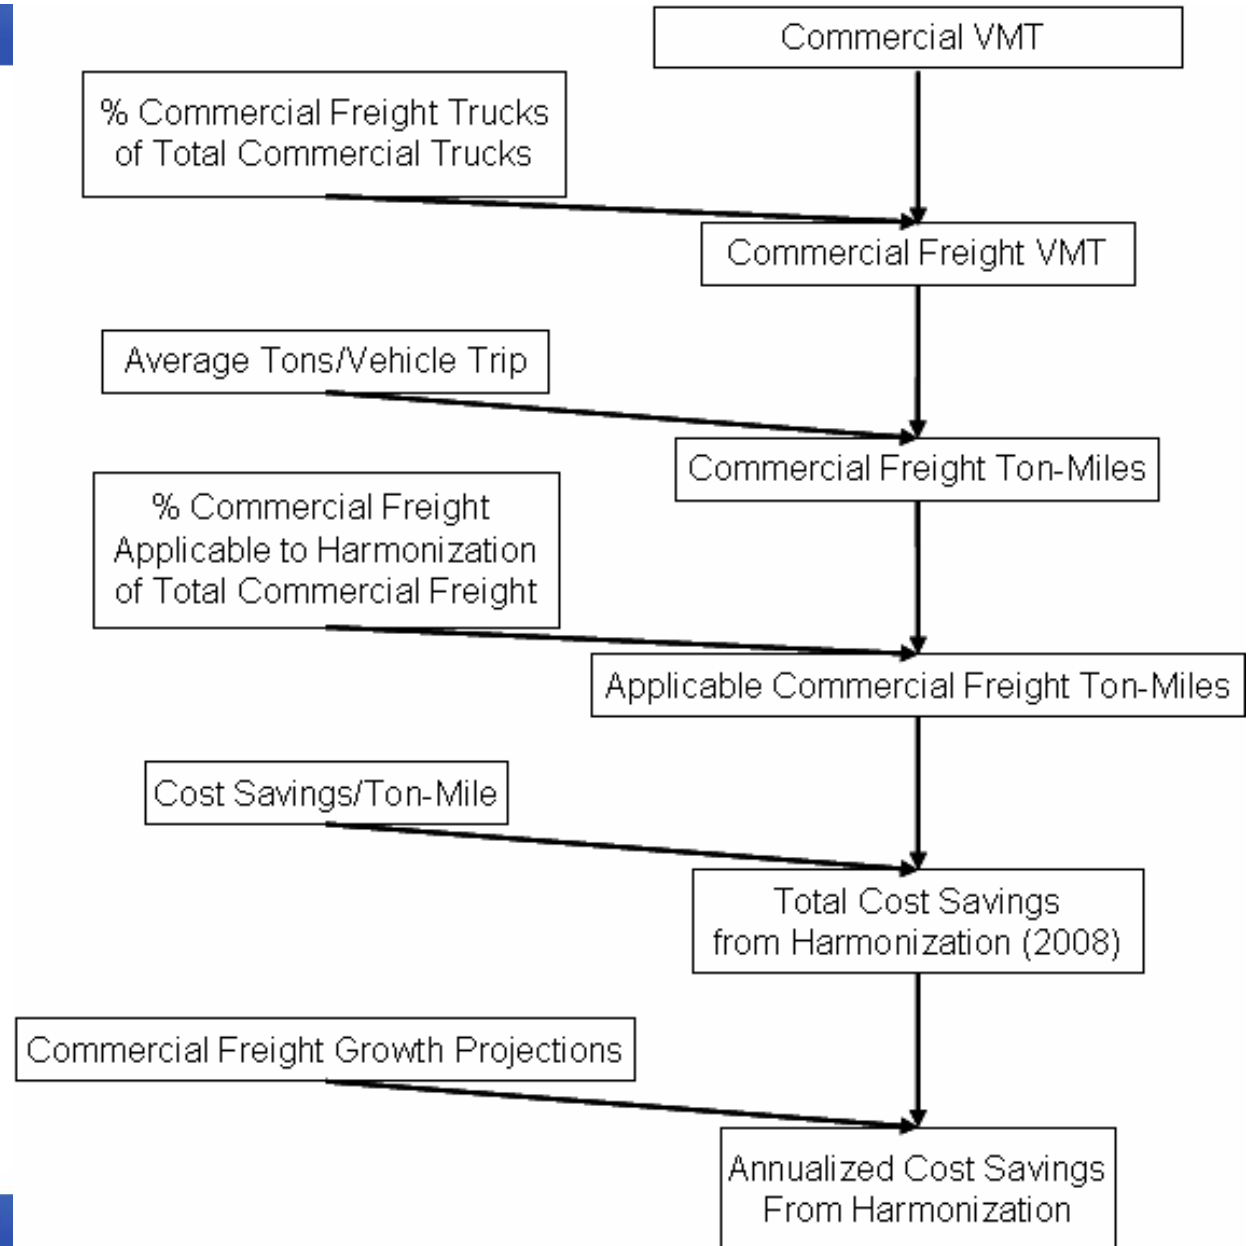 Commercial VMT
% Commercial Freight Trucks
of Total Commercial Trucks
Commercial Freight VMT
Average Tons/Vehicle Trip
Commercial Freight Ton-Miles
% Commercial Freight
Applicable to Harmonization
of Total Commercial Freight
Applicable Commercial Freight Ton-Miles
Cost Savings/Ton-Mile
Total Cost Savings
from Harmonization (2008)
Commercial Freight Growth Projections
Annualized Cost Savings
From Harmonization